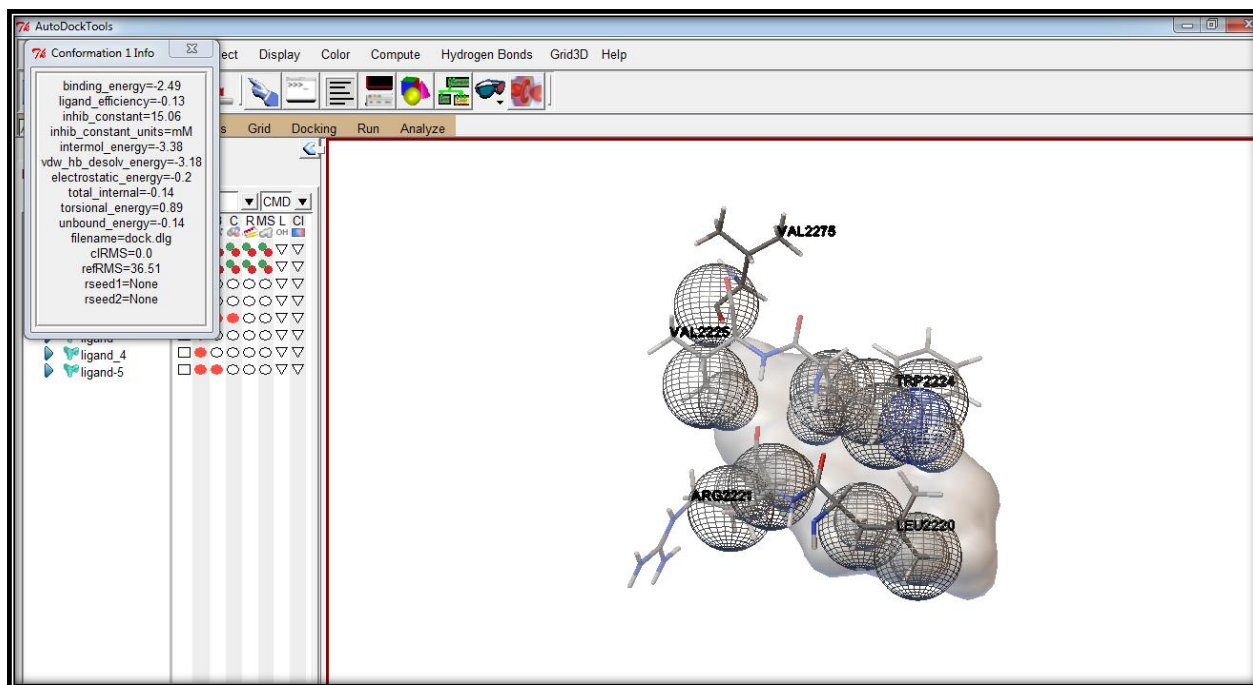 AutoDockTools
Conformation 1 Info
binding_energy=-2.49
ligand_efficiency=-0.13
inhib_constant=15.06
inhib_constant_units=mM
intermol_energy=-3.38
vdw_hb_desolv_energy=-3.18
electrostatic_energy=-0.2
total_internal=-0.14
torsional_energy=0.89
unbound_energy=-0.14
filename=dock.dlg
clRMS=0.0
refRMS=36.51
rseed1=None
rseed2=None
ect Display Color Compute Hydrogen Bonds Grid3D Help
s Grid Docking Run Analyze
CMD
C R MS L Cl
ligand_4
ligand-5
VAL2275
VAL2225
TRP2224
ARG2221
LEU2220